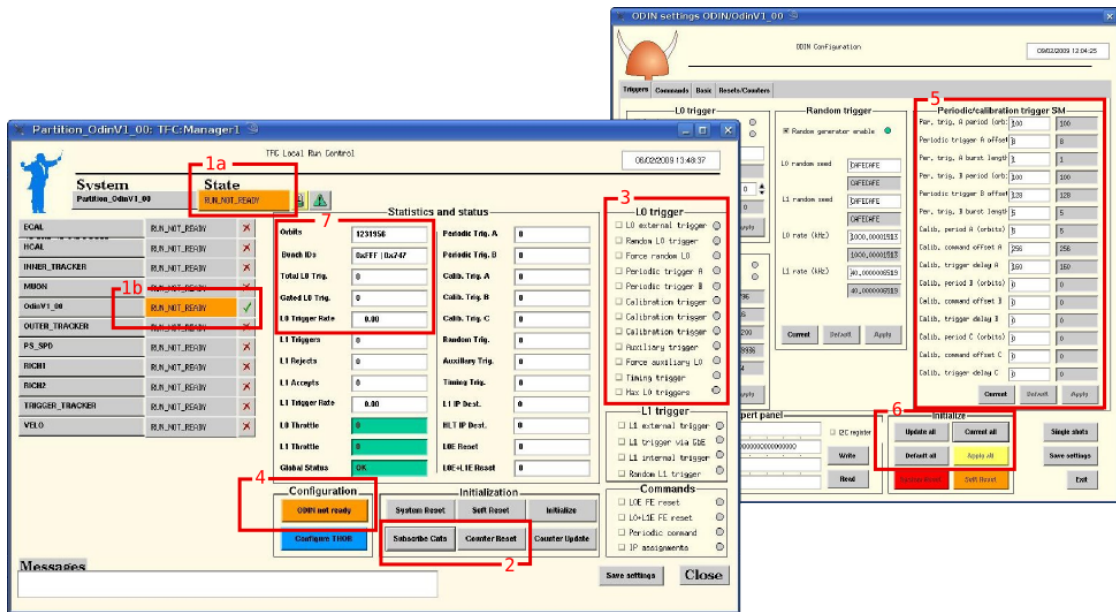 ODIN settings ODIN/OdinV1_00
ODIN Configuration
Triggers Commands Basic Resets/Counters
L0 trigger
Random trigger
Random generator enable
L0 random seed
CAFECAFE
CAFECAFE
L1 random seed
CAFECAFE
CAFECAFE
L0 rate (kHz)
L1 rate (kHz)
Current Default Apply
5
Periodic/calibration trigger SM
Per. trig. A period (orb: 100 100
Periodic trigger A offset
Per. trig. A burst length 1 1
Per. trig. B period (orb: 100 100
Periodic trigger B offset 128 128
Per. trig. B burst length 5 5
Calib. period A (orbits) 0 0
Calib. command offset A 256 256
Calib. trigger delay A 160 160
Calib. period B (orbits) 0 0
Calib. command offset B 0 0
Calib. trigger delay B 0 0
Calib. period C (orbits) 0 0
Calib. command offset C 0 0
Calib. trigger delay C 0 0
Current Default Apply
pert panel
I2C register
Write
Read
6
Initialize
Update all Current all
Default all Apply all
System Reset Soft Reset
Single shots
Save settings
Exit
Partition_OdinV1_00: TFC:Manager1
TFC Local Run Control
06/02/2009 13:48:37
1a
System State
Partition_OdinV1_00 RUN_NOT_READY
ECAL RUN_NOT_READY
HCAL RUN_NOT_READY
INNER_TRACKER RUN_NOT_READY
MUON
1b
OdinV1_00 RUN_NOT_READY
OUTER_TRACKER RUN_NOT_READY
PS_SPD RUN_NOT_READY
RICH1 RUN_NOT_READY
RICH2 RUN_NOT_READY
TRIGGER_TRACKER RUN_NOT_READY
VELO RUN_NOT_READY
Statistics and status
7
Orbits 1231956 Periodic Trig. A 0
Bunch IDs 0xFFF | 0x747 Periodic Trig. B 0
Total L0 Trig. 0 Calib. Trig. A 0
Gated L0 Trig. 0 Calib. Trig. B 0
L0 Trigger Rate 0.00 Calib. Trig. C 0
L1 Triggers 0 Random Trig. 0
L1 Rejects 0 Auxiliary Trig. 0
L1 Accepts 0 Timing Trig. 0
L1 Trigger Rate 0.00 L1 IP Dest. 0
L0 Throttle 0 HLT IP Dest. 0
L1 Throttle 0 L0E Reset 0
Global Status OK L0E+L1E Reset 0
3
L0 trigger
L0 external trigger
Random L0 trigger
Force random L0
Periodic trigger A
Periodic trigger B
Calibration trigger
Calibration trigger
Calibration trigger
Auxiliary trigger
Force auxiliary L0
Timing trigger
Max L0 triggers
L1 trigger
L1 external trigger
L1 trigger via GbE
L1 internal trigger
Random L1 trigger
4
Configuration
ODIN not ready
Configure THOR
Initialization
System Reset Soft Reset Initialize
Subscribe Cnts Counter Reset Counter Update
2
Commands
L0E FE reset
L0+L1E FE reset
Periodic command
IP assignments
Messages
Save settings Close